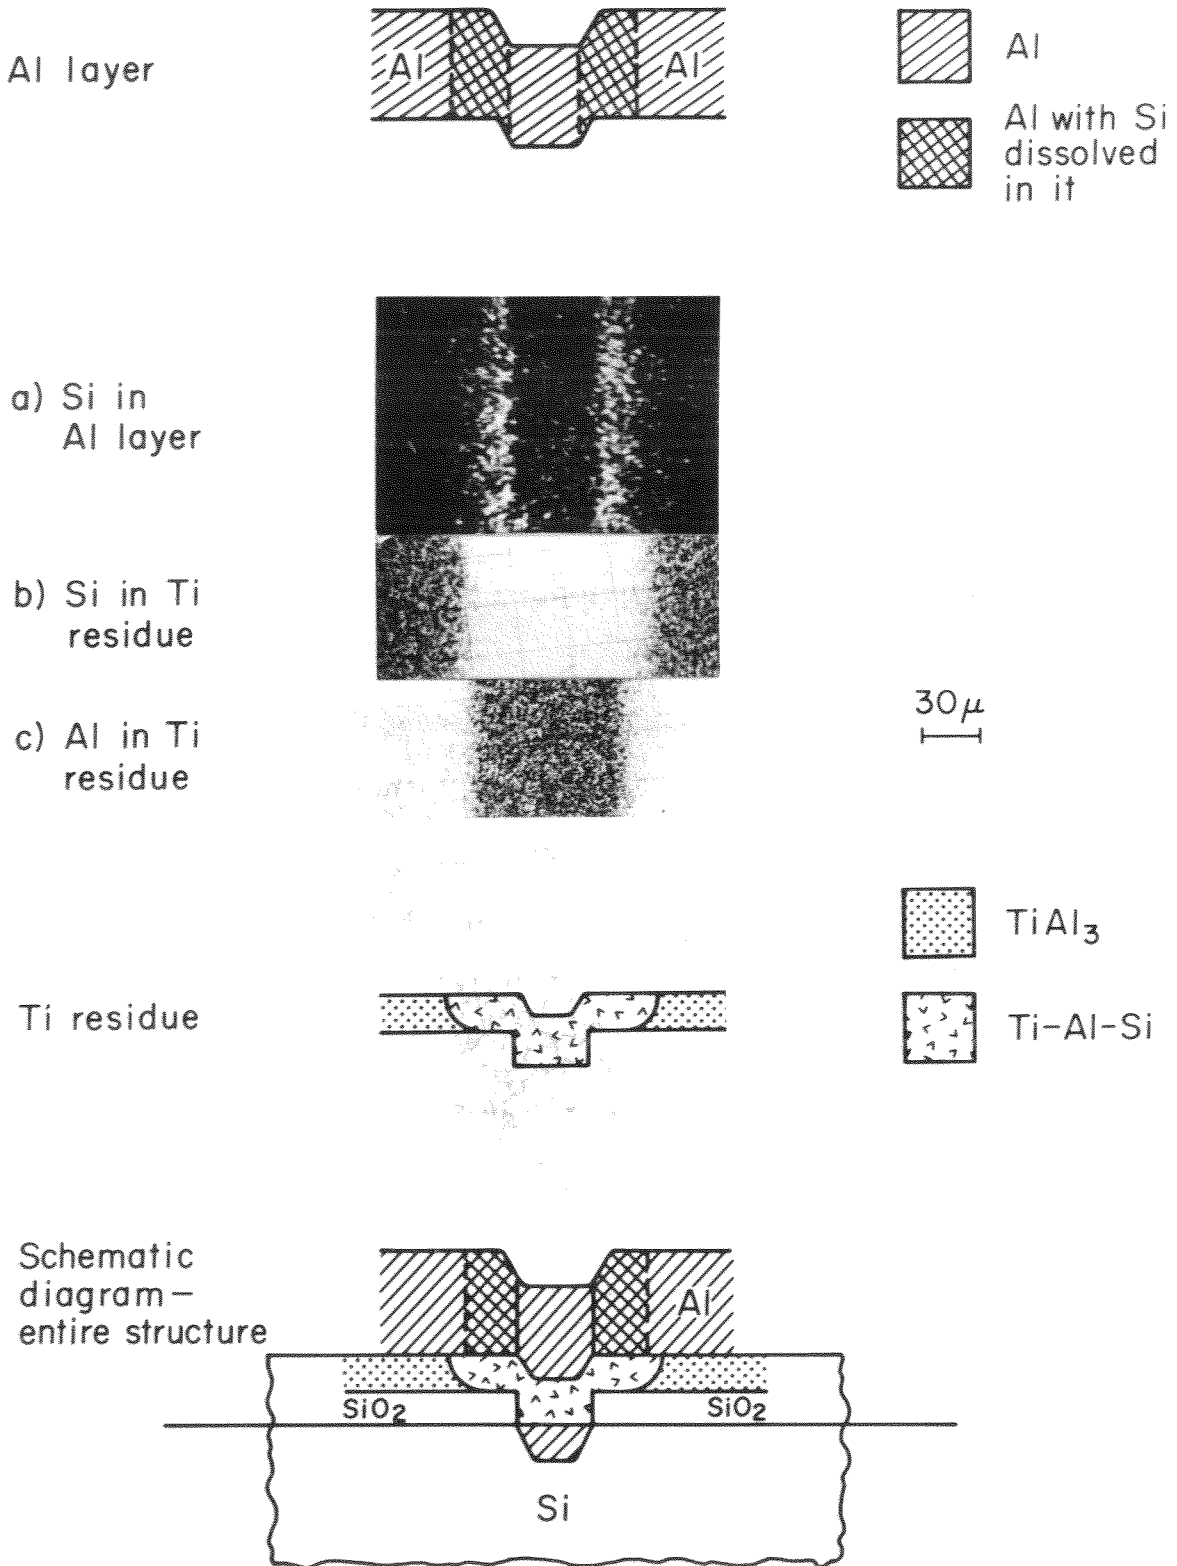 Al layer
Al
Al
Al
Al with Si
dissolved
in it
a) Si in
Al layer
b) Si in Ti
residue
c) Al in Ti
residue
30μ
TiAl₃
Ti residue
Ti-Al-Si
Schematic
diagram –
entire structure
Al
SiO₂
SiO₂
Si